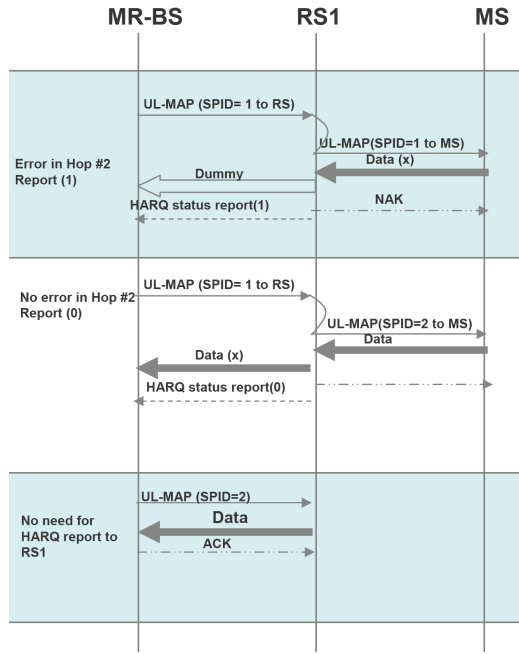 MR-BS RS1 MS
UL-MAP (SPID= 1 to RS)
UL-MAP(SPID=1 to MS)
Error in Hop #2
Report (1)
Data (x)
Dummy
HARQ status report(1)
NAK
No error in Hop #2
Report (0)
UL-MAP (SPID= 1 to RS)
UL-MAP(SPID=2 to MS)
Data
Data (x)
HARQ status report(0)
No need for
HARQ report to
RS1
UL-MAP (SPID=2)
Data
ACK